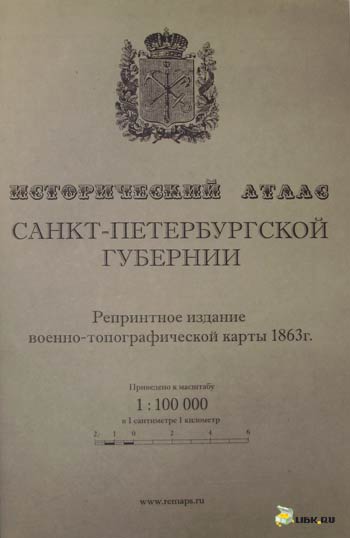 ИСТОРИЧЕСКИЙ АТЛАС
САНКТ-ПЕТЕРБУРГСКОЙ
ГУБЕРНИИ
Репринтное издание
военно-топографической карты 1863г.
Приведено к масштабу
1 : 100 000
в 1 сантиметре 1 километр
2 1 0 2 4 6
www.remaps.ru
LIBK.RU